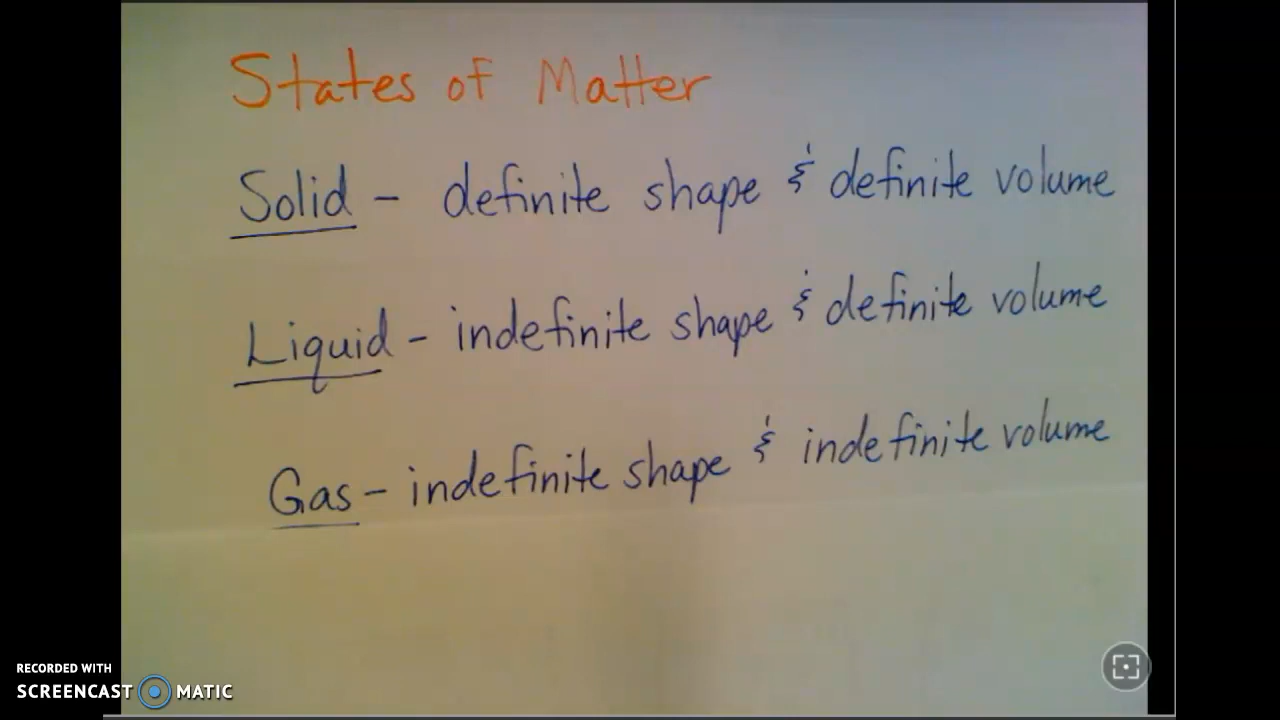 States of Matter
Solid - definite shape & definite volume
Liquid - indefinite shape & definite volume
Gas - indefinite shape & indefinite volume
RECORDED WITH
SCREENCAST MATIC